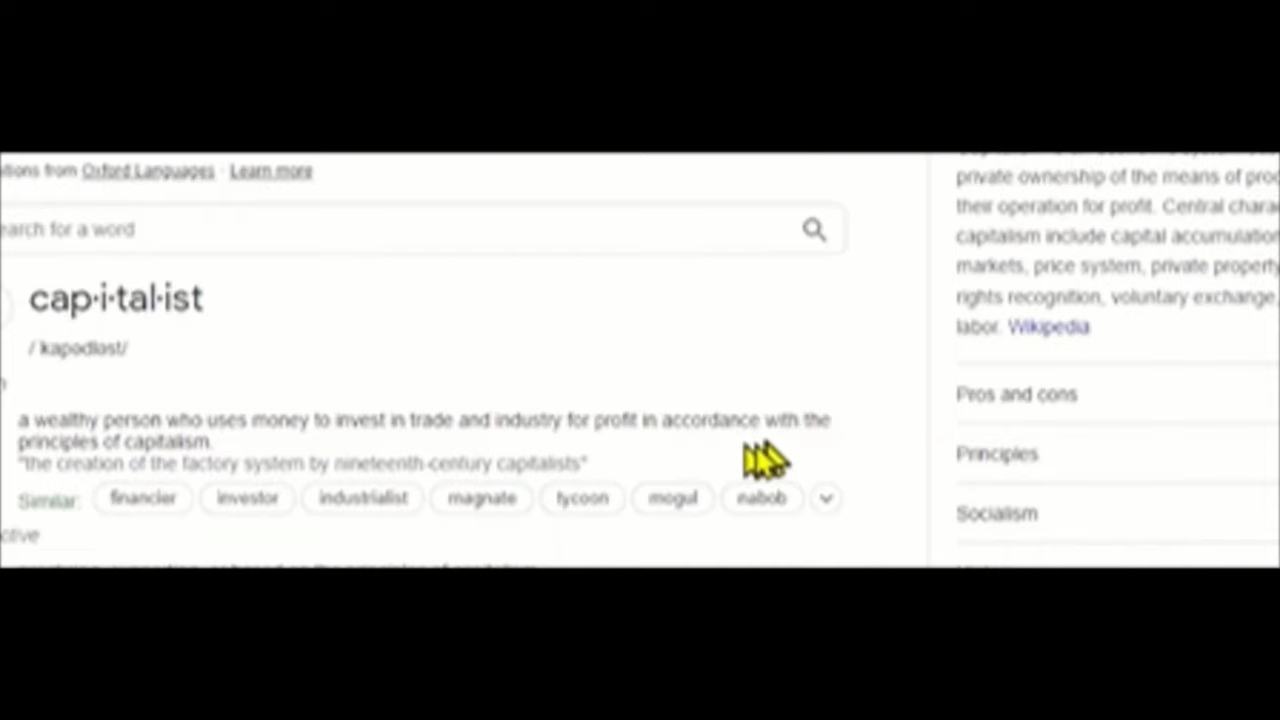 tions from Oxford Languages · Learn more
earch for a word
cap·i·tal·ist
a wealthy person who uses money to invest in trade and industry for profit in accordance with the
principles of capitalism.
"the creation of the factory system by nineteenth-century capitalists"
Similar:
financier
investor
industrialist
magnate
tycoon
mogul
nabob
ctive
private ownership of the means of proc
their operation for profit. Central chara
capitalism include capital accumulation
markets, price system, private property
rights recognition, voluntary exchange,
labor. Wikipedia
Pros and cons
Principles
Socialism